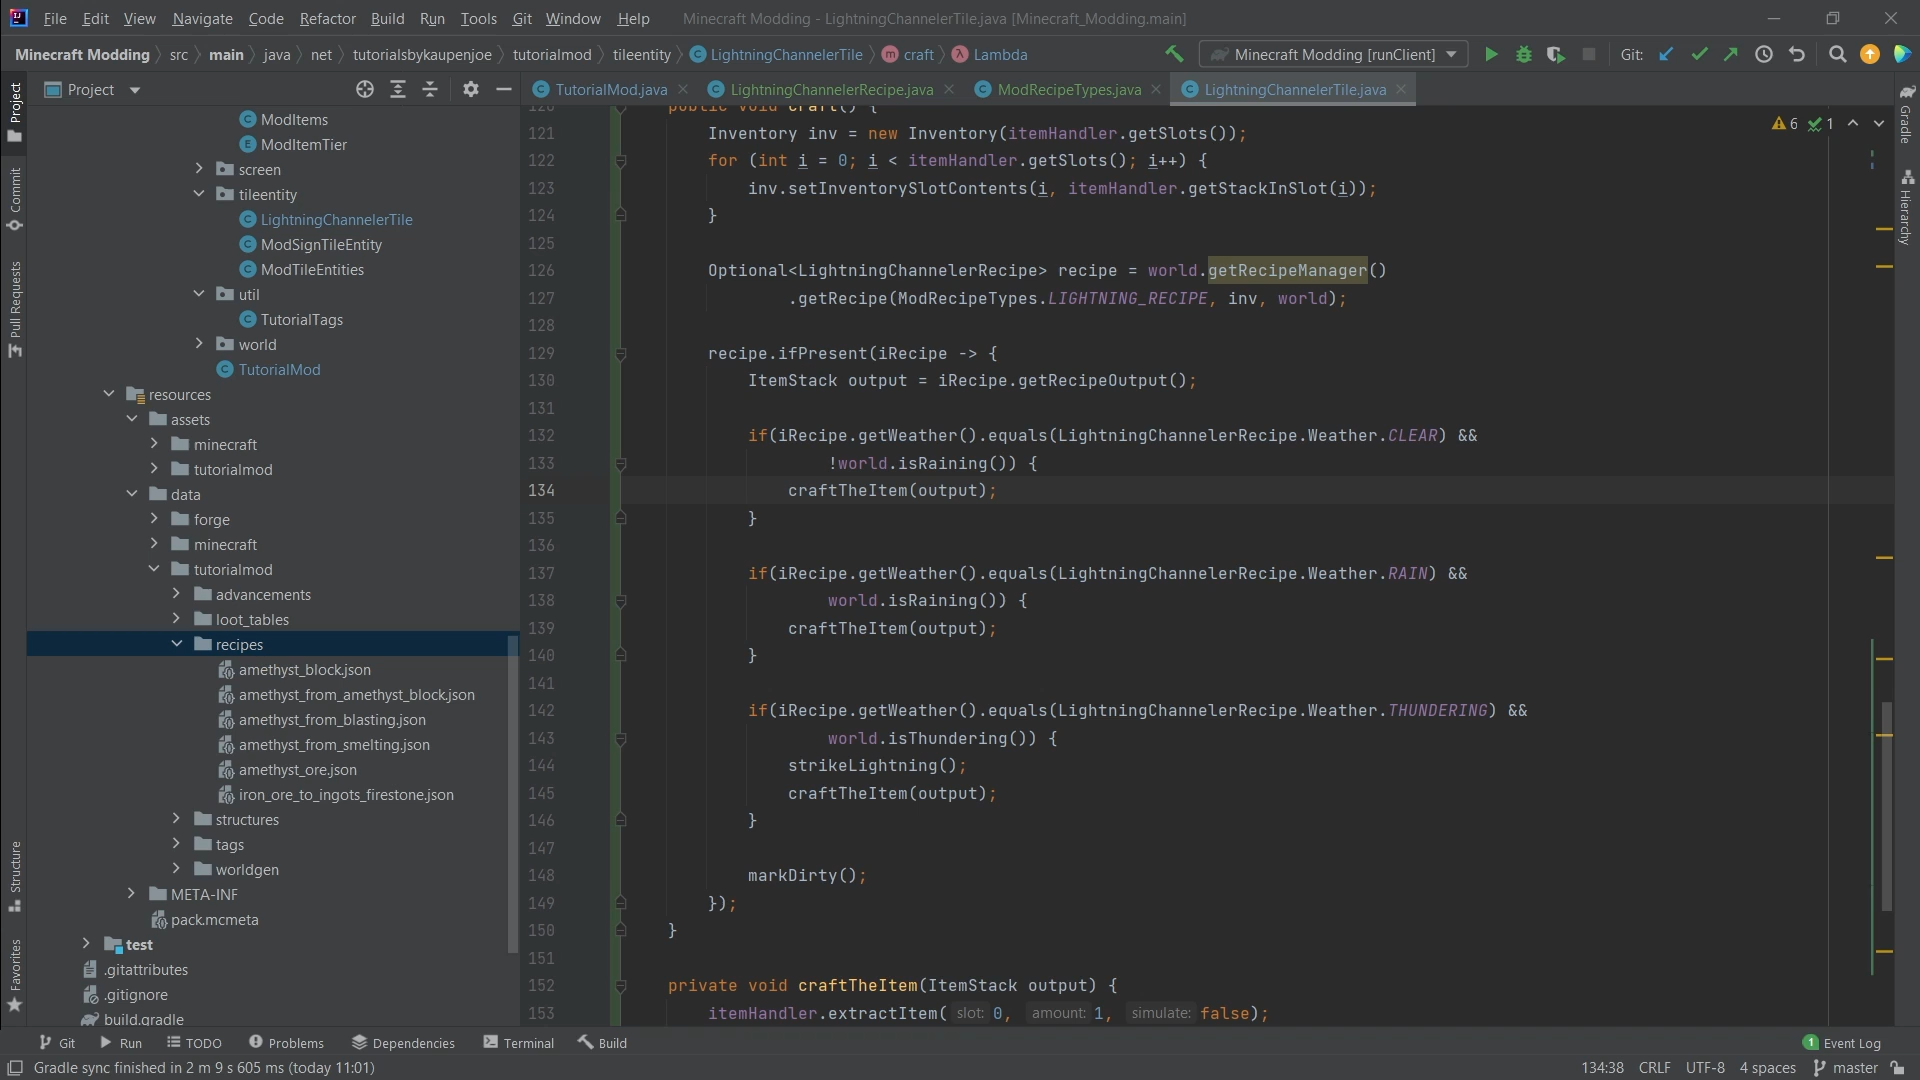 File Edit View Navigate Code Refactor Build Run Tools Git Window Help Minecraft Modding - LightningChannelerTile.java [Minecraft_Modding.main]
Minecraft Modding src main java net tutorialsbykaupenjoe tutorialmod tileentity LightningChannelerTile craft Lambda Minecraft Modding [runClient] Git:
Project TutorialMod.java LightningChannelerRecipe.java ModRecipeTypes.java LightningChannelerTile.java
Project
Commit
Pull Requests
Structure
Favorites
ModItems
ModItemTier
screen
tileentity
LightningChannelerTile
ModSignTileEntity
ModTileEntities
util
TutorialTags
world
TutorialMod
resources
assets
minecraft
tutorialmod
data
forge
minecraft
tutorialmod
advancements
loot_tables
recipes
amethyst_block.json
amethyst_from_amethyst_block.json
amethyst_from_blasting.json
amethyst_from_smelting.json
amethyst_ore.json
iron_ore_to_ingots_firestone.json
structures
tags
worldgen
META-INF
pack.mcmeta
test
.gitattributes
.gitignore
build.gradle
120 public void craft() {
121 Inventory inv = new Inventory(itemHandler.getSlots());
122 for (int i = 0; i < itemHandler.getSlots(); i++) {
123 inv.setInventorySlotContents(i, itemHandler.getStackInSlot(i));
124 }
125
126 Optional<LightningChannelerRecipe> recipe = world.getRecipeManager()
127 .getRecipe(ModRecipeTypes.LIGHTNING_RECIPE, inv, world);
128
129 recipe.ifPresent(iRecipe -> {
130 ItemStack output = iRecipe.getRecipeOutput();
131
132 if(iRecipe.getWeather().equals(LightningChannelerRecipe.Weather.CLEAR) &&
133 !world.isRaining()) {
134 craftTheItem(output);
135 }
136
137 if(iRecipe.getWeather().equals(LightningChannelerRecipe.Weather.RAIN) &&
138 world.isRaining()) {
139 craftTheItem(output);
140 }
141
142 if(iRecipe.getWeather().equals(LightningChannelerRecipe.Weather.THUNDERING) &&
143 world.isThundering()) {
144 strikeLightning();
145 craftTheItem(output);
146 }
147
148 markDirty();
149 });
150 }
151
152 private void craftTheItem(ItemStack output) {
153 itemHandler.extractItem( slot: 0, amount: 1, simulate: false);
6 1
Gradle
Hierarchy
Git Run TODO Problems Dependencies Terminal Build 1 Event Log
Gradle sync finished in 2 m 9 s 605 ms (today 11:01) 134:38 CRLF UTF-8 4 spaces master